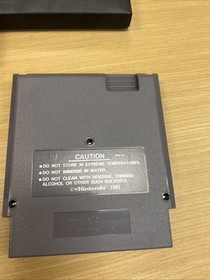 CAUTION
• DO NOT STORE IN EXTREME TEMPERATURES.
• DO NOT IMMERSE IN WATER.
• DO NOT CLEAN WITH BENZENE, THINNER,
ALCOHOL OR OTHER SUCH SOLVENTS.
©Nintendo 1985